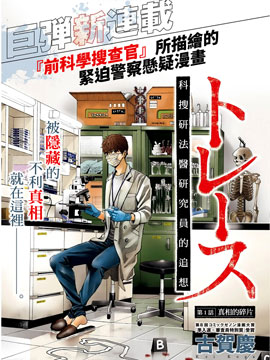 巨弾新連載
『前科學搜查官』所描繪的
緊迫警察懸疑漫畫
トレース
科搜研法醫研究員的追想
被隱藏的
不利真相
就在這裡──。
第1話 真相的碎片
古賀慶
B